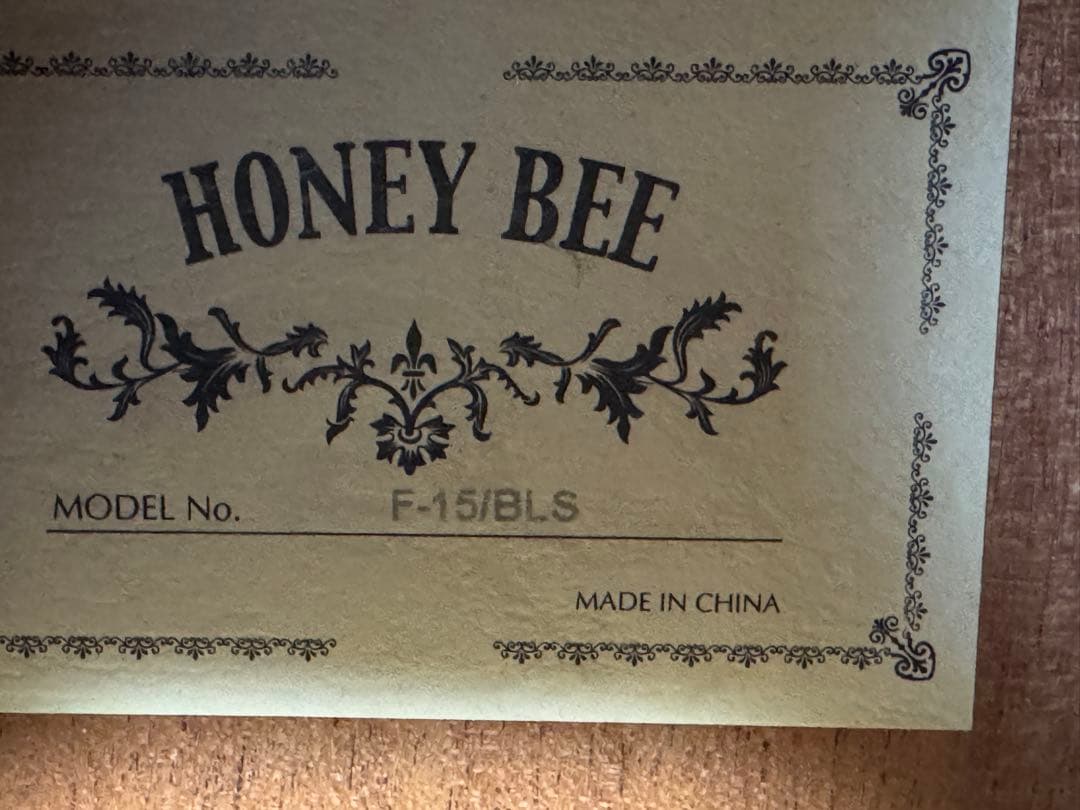 HONEY BEE
MODEL No. F-15/BLS
MADE IN CHINA